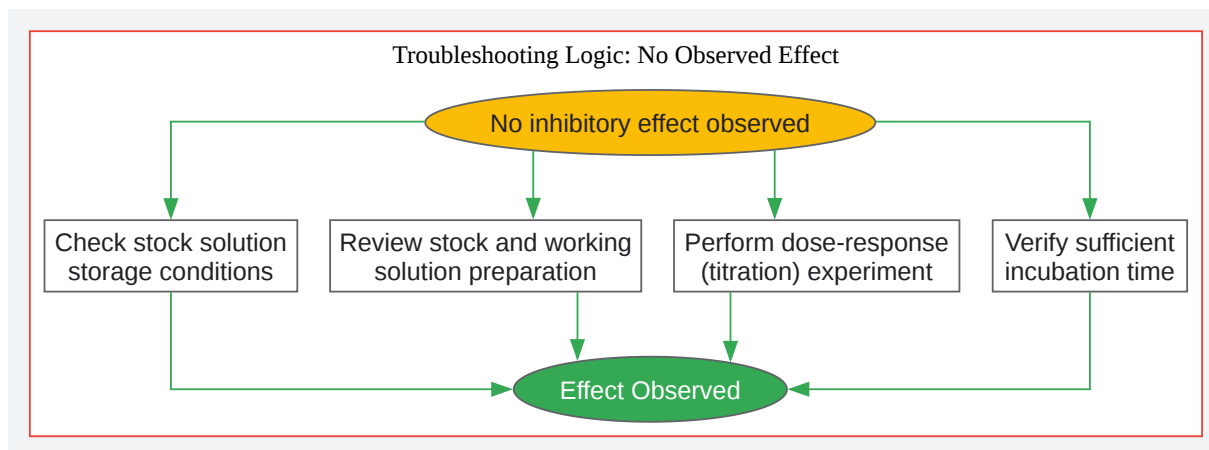 Troubleshooting Logic: No Observed Effect
No inhibitory effect observed
Check stock solution
storage conditions
Review stock and working
solution preparation
Perform dose-response
(titration) experiment
Verify sufficient
incubation time
Effect Observed